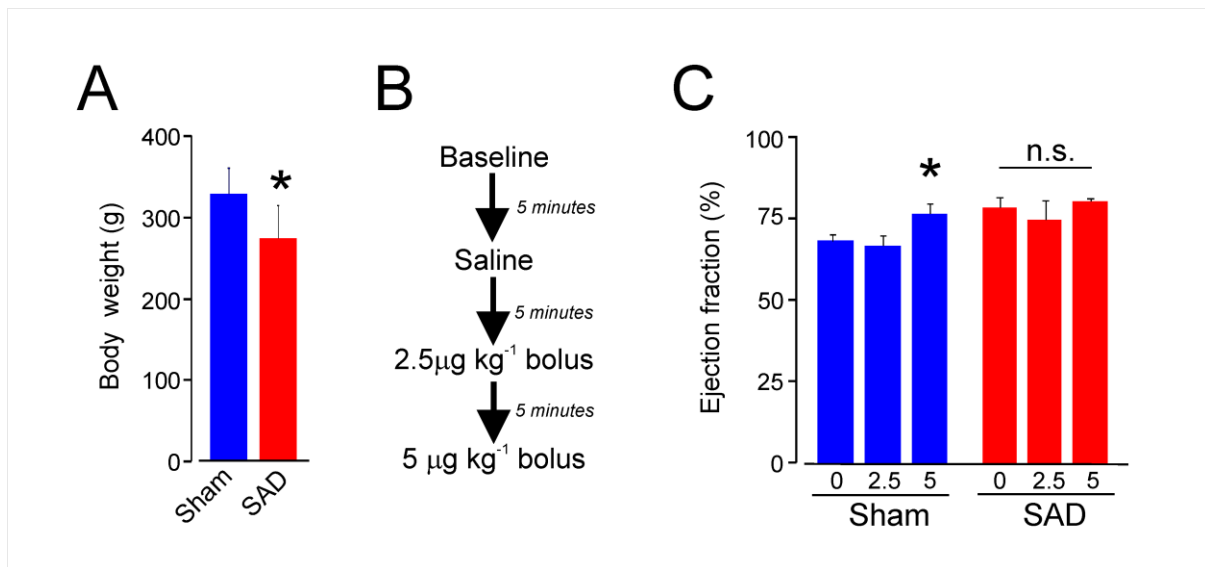 A
B
C
Body weight (g)
400
300
200
100
0
*
Sham
SAD
Baseline
5 minutes
Saline
5 minutes
2.5μg kg⁻¹ bolus
5 minutes
5 μg kg⁻¹ bolus
Ejection fraction (%)
100
75
50
25
0
*
n.s.
0 2.5 5 0 2.5 5
Sham SAD